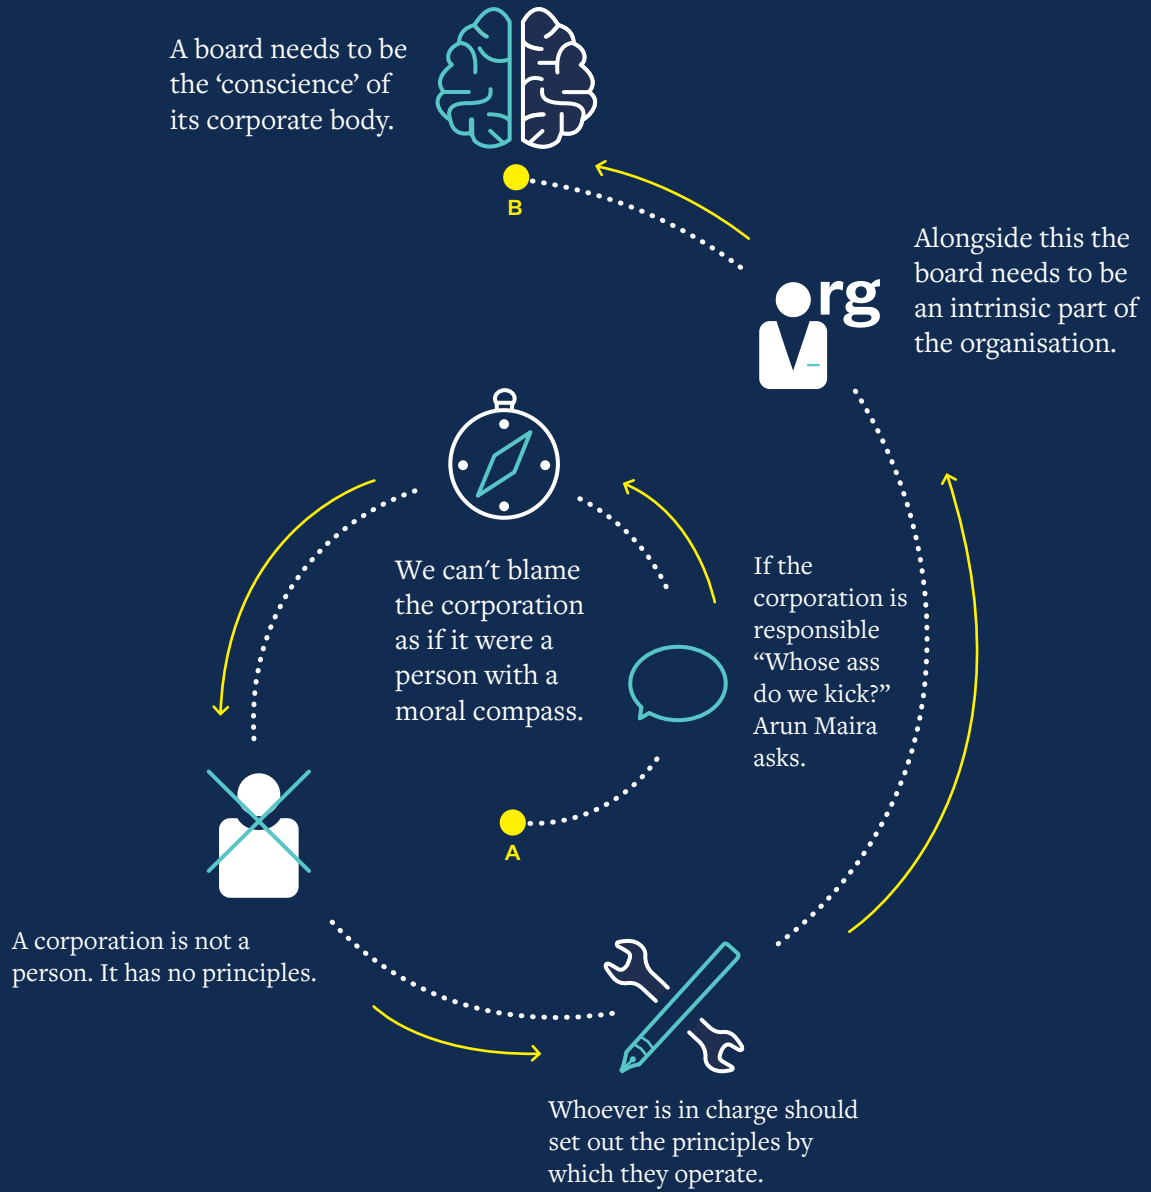 A board needs to be
the ‘conscience’ of
its corporate body.
B
rg
Alongside this the
board needs to be
an intrinsic part of
the organisation.
We can't blame
the corporation
as if it were a
person with a
moral compass.
If the
corporation is
responsible
“Whose ass
do we kick?”
Arun Maira
asks.
A
A corporation is not a
person. It has no principles.
Whoever is in charge should
set out the principles by
which they operate.